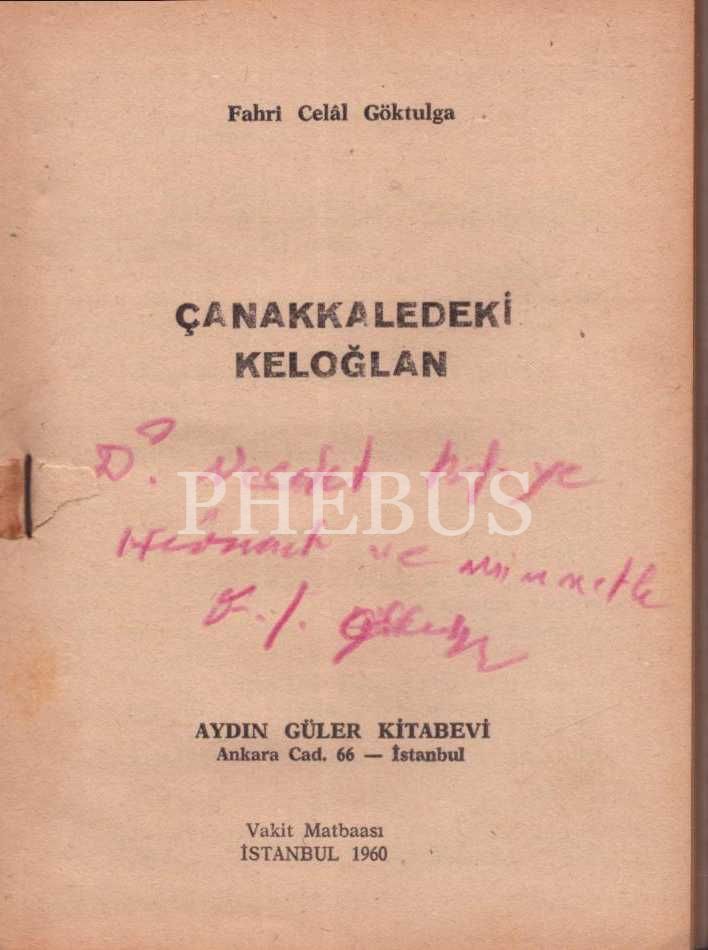 Fahri Celâl Göktulga
ÇANAKKALEDEKİ
KELOĞLAN
Dr.
PHEBUS
ve minnetle
AYDIN GÜLER KİTABEVİ
Ankara Cad. 66 — İstanbul
Vakit Matbaası
İSTANBUL 1960